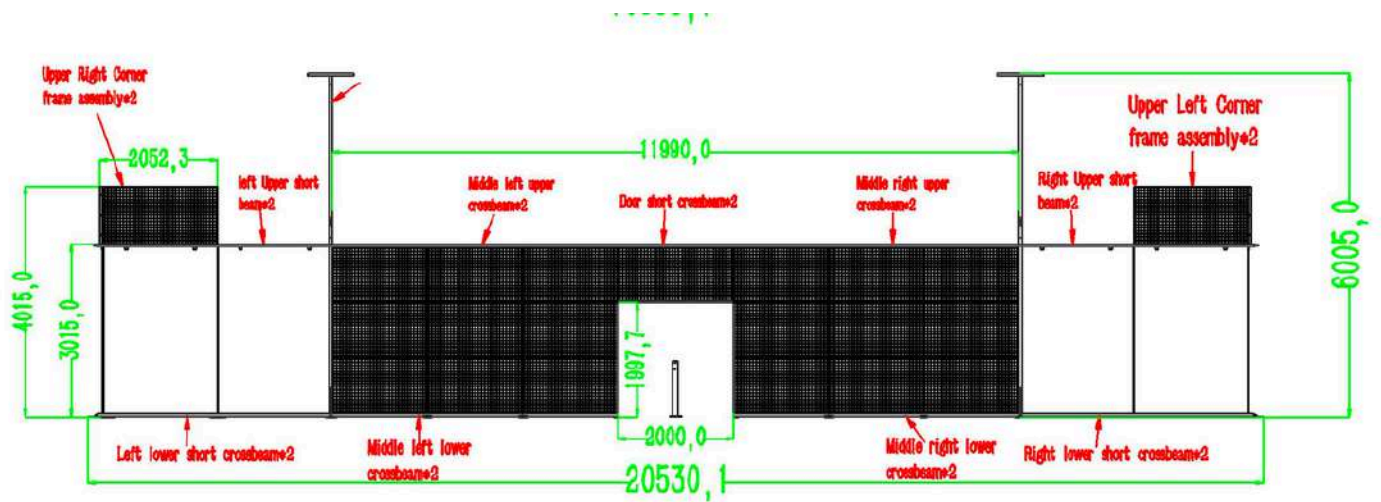 Upper Right Corner
frame assembly*2
Upper Left Corner
frame assembly*2
2052,3
11990,0
left Upper short
beam*2
Middle left upper
crossbeam*2
Door short crossbeam*2
Middle right upper
crossbeam*2
Right Upper short
beam*2
4015,0
3015,0
6005,0
1997,7
2000,0
Left lower short crossbeam*2
Middle left lower
crossbeam*2
Middle right lower
crossbeam*2
Right lower short crossbeam*2
20530,1